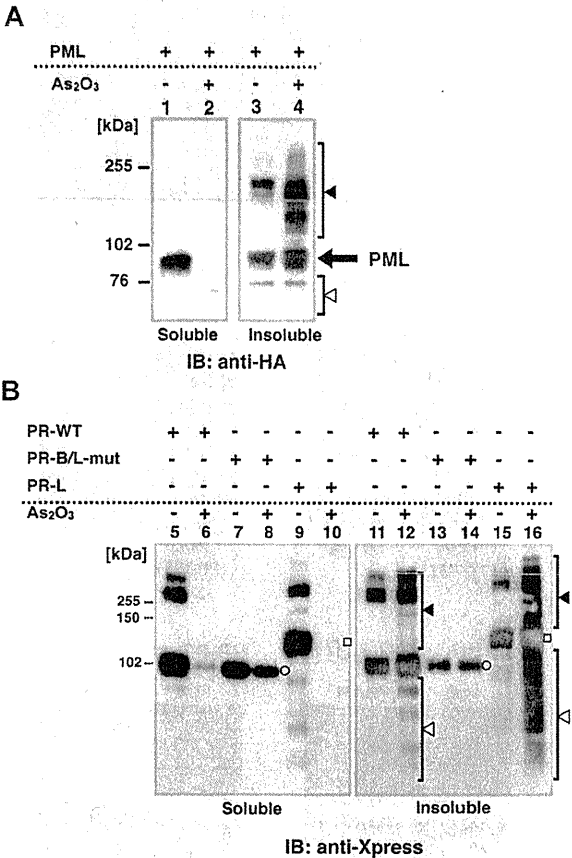 A
PML + + + +
As₂O₃ - + - +
1 2 3 4
[kDa]
255
102
76
PML
Soluble Insoluble
IB: anti-HA
B
PR-WT + + - - - - + + - - - -
PR-B/L-mut - - + + - - - - + + - -
PR-L - - - - + + - - - - + +
As₂O₃ - + - + - + - + - + - +
5 6 7 8 9 10 11 12 13 14 15 16
[kDa]
255
150
102
Soluble Insoluble
IB: anti-Xpress